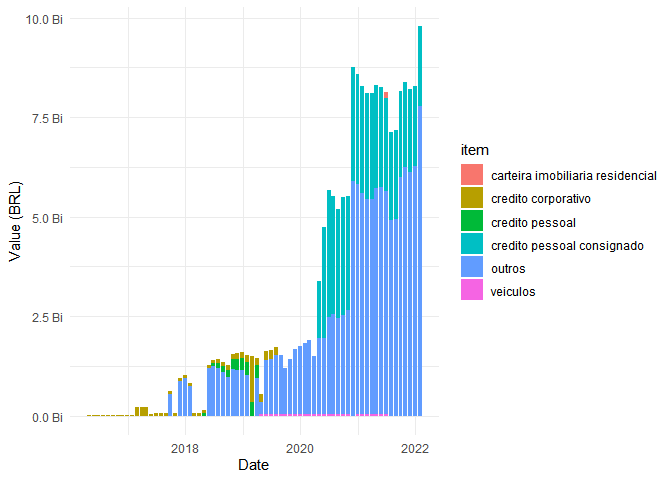 10.0 Bi
7.5 Bi
5.0 Bi
2.5 Bi
0.0 Bi
Value (BRL)
2018
2020
2022
Date
item
carteira imobiliaria residencial
credito corporativo
credito pessoal
credito pessoal consignado
outros
veiculos